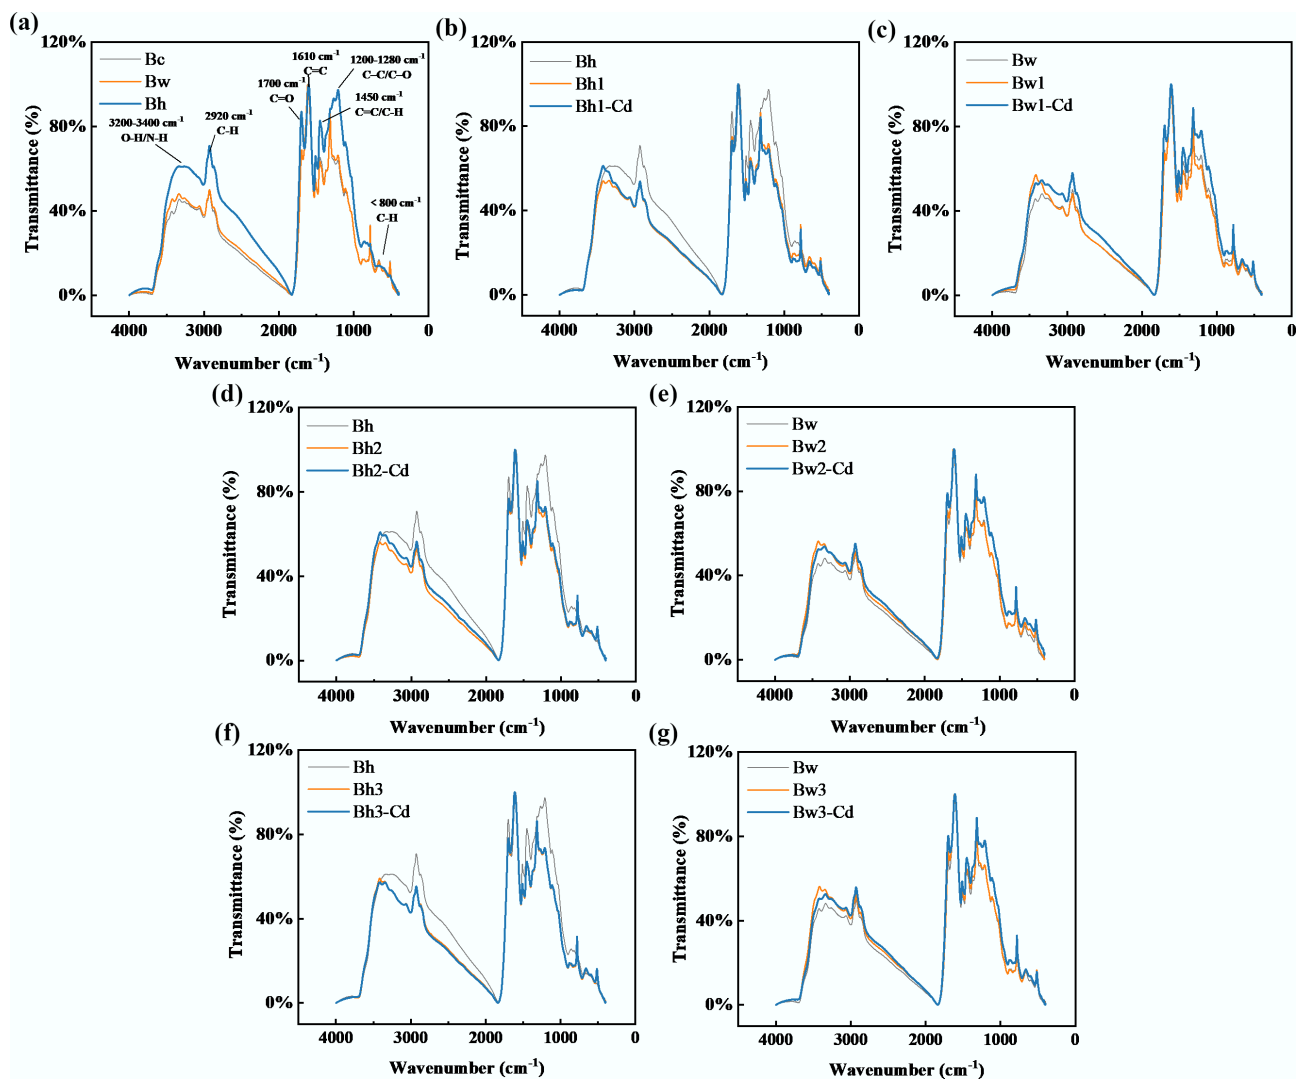 (a)
120%
80%
40%
0%
Transmittance (%)
Bc
Bw
Bh
3200-3400 cm-1
O-H/N-H
2920 cm-1
C-H
1700 cm-1
C=O
1610 cm-1
C=C
1200-1280 cm-1
C-C/C-O
1450 cm-1
C=C/C-H
< 800 cm-1
C-H
4000 3000 2000 1000 0
Wavenumber (cm-1)
(b)
120%
80%
40%
0%
Transmittance (%)
Bh
Bh1
Bh1-Cd
4000 3000 2000 1000 0
Wavenumber (cm-1)
(c)
120%
80%
40%
0%
Transmittance (%)
Bw
Bw1
Bw1-Cd
4000 3000 2000 1000 0
Wavenumber (cm-1)
(d)
120%
80%
40%
0%
Transmittance (%)
Bh
Bh2
Bh2-Cd
4000 3000 2000 1000 0
Wavenumber (cm-1)
(e)
120%
80%
40%
0%
Transmittance (%)
Bw
Bw2
Bw2-Cd
4000 3000 2000 1000 0
Wavenumber (cm-1)
(f)
120%
80%
40%
0%
Transmittance (%)
Bh
Bh3
Bh3-Cd
4000 3000 2000 1000 0
Wavenumber (cm-1)
(g)
120%
80%
40%
0%
Transmittance (%)
Bw
Bw3
Bw3-Cd
4000 3000 2000 1000 0
Wavenumber (cm-1)